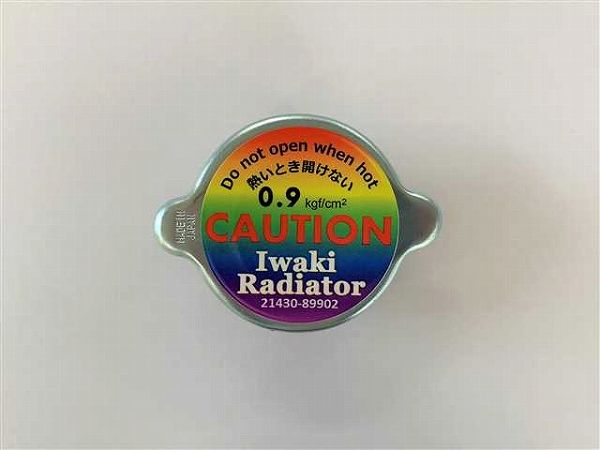 Do not open when hot
熱いとき開けない
0.9 kgf/cm²
CAUTION
Iwaki
Radiator
21430-89902
MADE IN
JAPAN